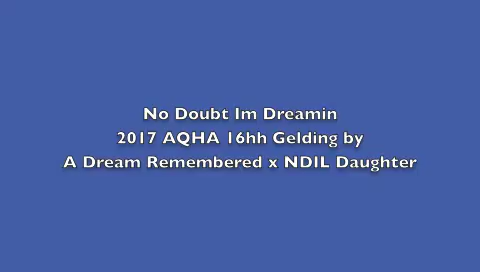 No Doubt Im Dreamin
2017 AQHA 16hh Gelding by
A Dream Remembered x NDIL Daughter